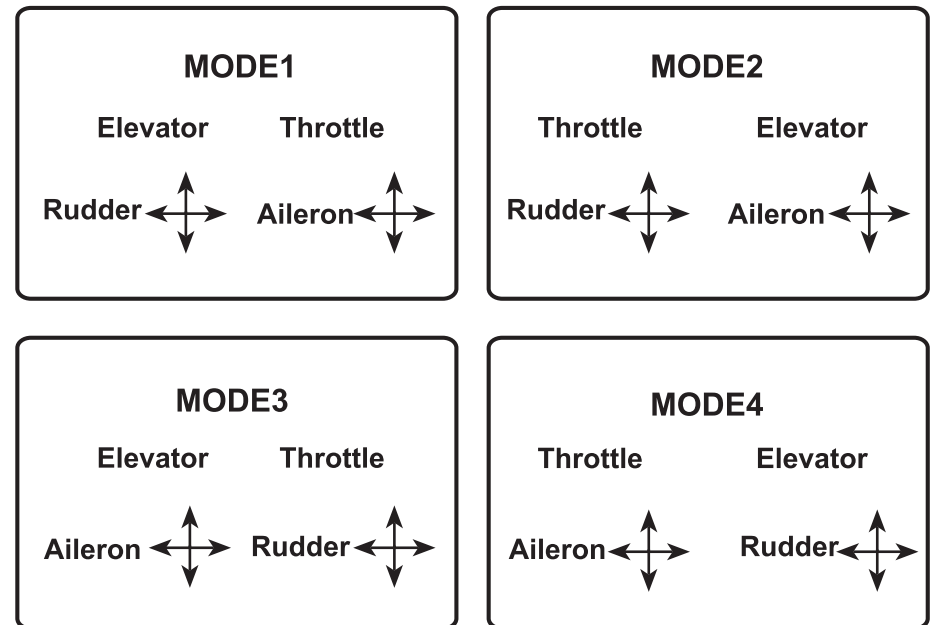 MODE1
Elevator Throttle
Rudder Aileron
MODE2
Throttle Elevator
Rudder Aileron
MODE3
Elevator Throttle
Aileron Rudder
MODE4
Throttle Elevator
Aileron Rudder